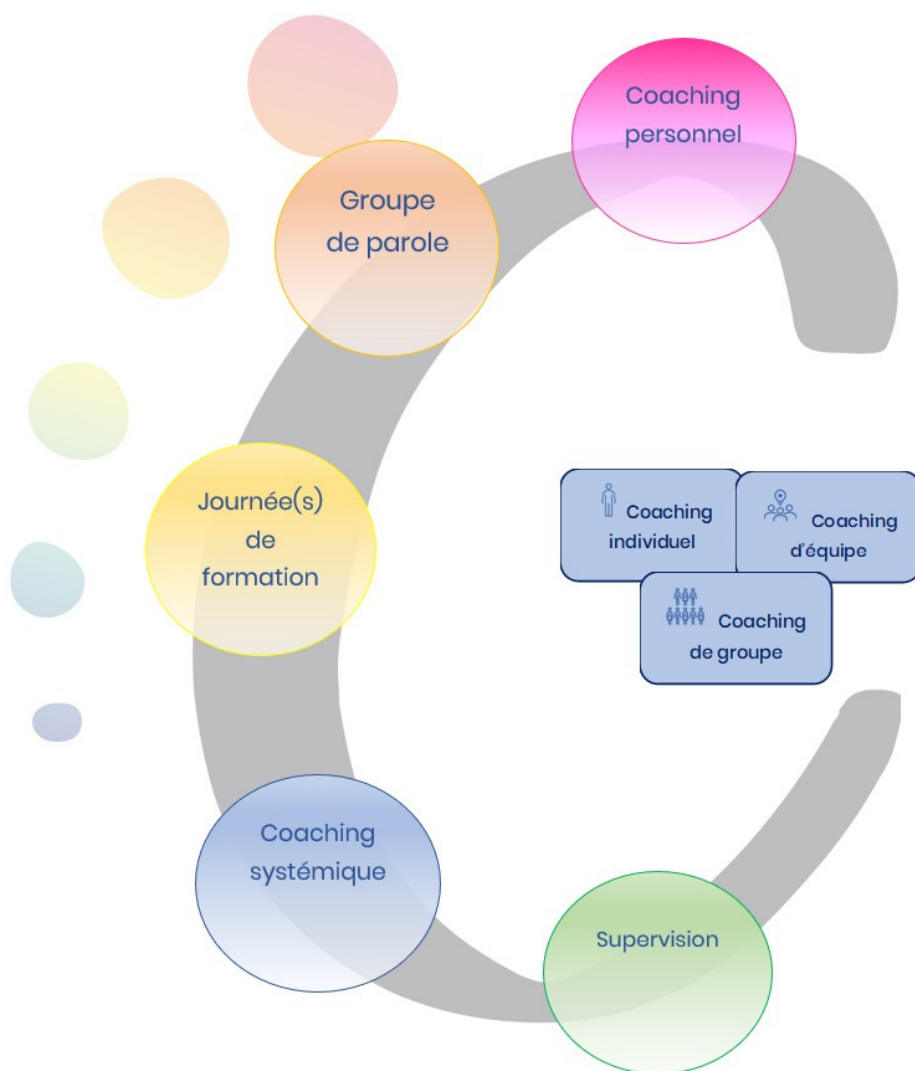 Coaching
personnel
Groupe
de parole
Journée(s)
de
formation
Coaching
individuel
Coaching
d'équipe
Coaching
de groupe
Coaching
systémique
Supervision